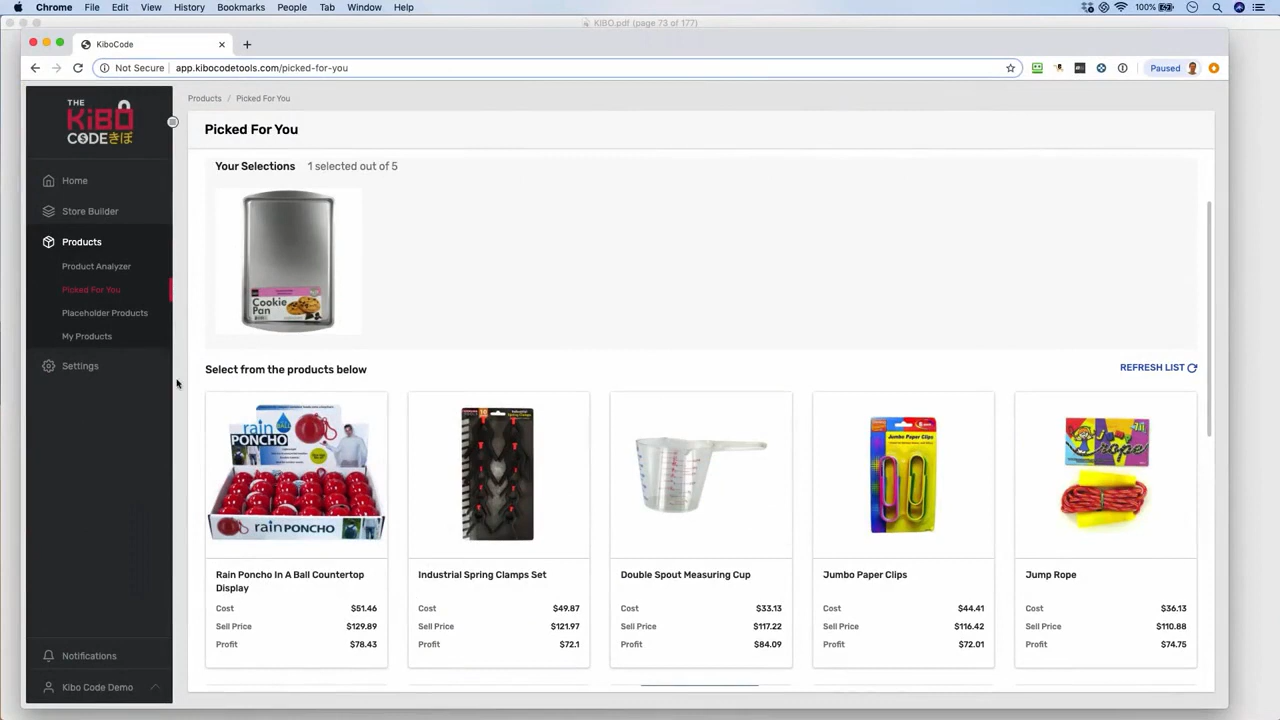 Chrome File Edit View History Bookmarks People Tab Window Help 100%
KIBO.pdf (page 73 of 177)
KiboCode
Not Secure app.kibocodetools.com/picked-for-you Paused
THE
KiBO
CODEきぼ
Home
Store Builder
Products
Product Analyzer
Picked For You
Placeholder Products
My Products
Settings
Notifications
Kibo Code Demo
Products / Picked For You
Picked For You
Your Selections 1 selected out of 5
Cookie
Pan
Select from the products below
REFRESH LIST
rain
PONCHO
rain PONCHO
Jumbo Paper Clips
Rope
Rain Poncho In A Ball Countertop
Display
Cost $51.46
Sell Price $129.89
Profit $78.43
Industrial Spring Clamps Set
Cost $49.87
Sell Price $121.97
Profit $72.1
Double Spout Measuring Cup
Cost $33.13
Sell Price $117.22
Profit $84.09
Jumbo Paper Clips
Cost $44.41
Sell Price $116.42
Profit $72.01
Jump Rope
Cost $36.13
Sell Price $110.88
Profit $74.75